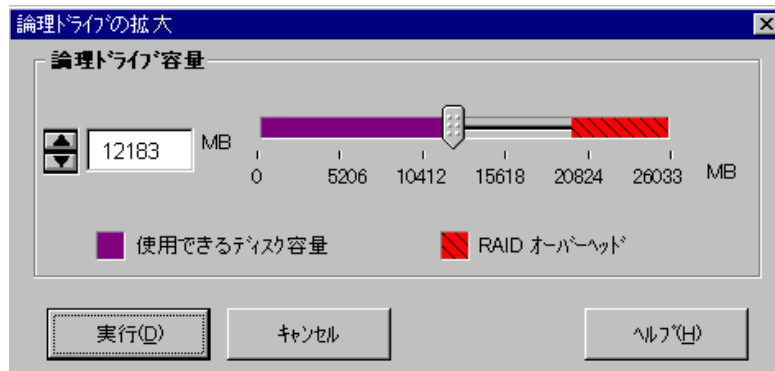 論理ﾄﾞﾗｲﾌﾞの拡大
論理ﾄﾞﾗｲﾌﾞ容量
12183 MB
0 5206 10412 15618 20824 26033 MB
使用できるﾃﾞｨｽｸ容量 RAID ｵｰﾊﾞｰﾍｯﾄﾞ
実行(D) ｷｬﾝｾﾙ ﾍﾙﾌﾟ(H)